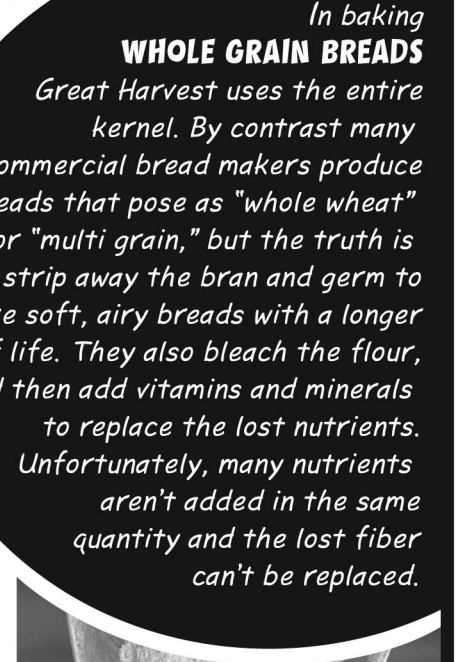 In baking
WHOLE GRAIN BREADS
Great Harvest uses the entire
kernel. By contrast many
ommercial bread makers produce
eads that pose as "whole wheat"
or "multi grain," but the truth is
strip away the bran and germ to
e soft, airy breads with a longer
f life. They also bleach the flour,
then add vitamins and minerals
to replace the lost nutrients.
Unfortunately, many nutrients
aren't added in the same
quantity and the lost fiber
can't be replaced.